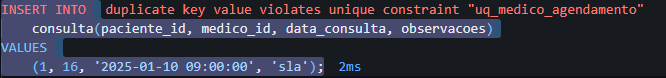 INSERT INTO duplicate key value violates unique constraint "uq_medico_agendamento"
consulta(paciente_id, medico_id, data_consulta, observacoes)
VALUES
(1, 16, '2025-01-10 09:00:00', 'sla'); 2ms